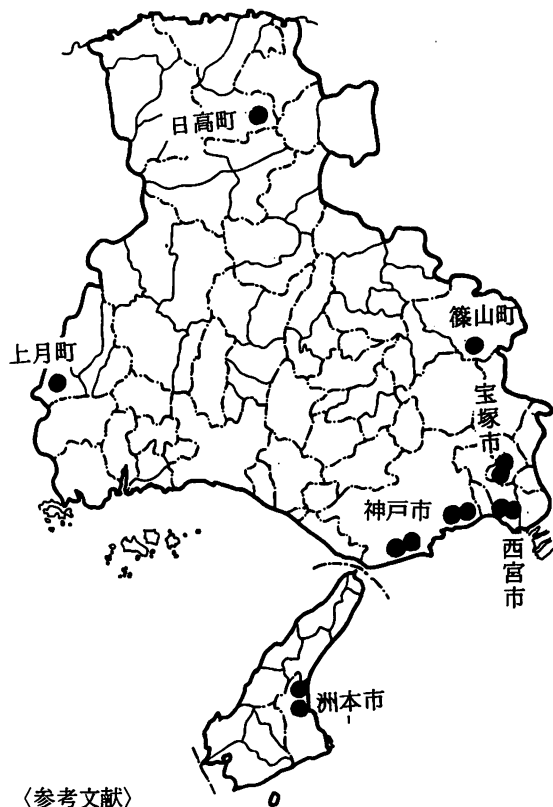 日高町
篠山町
上月町
宝塚市
神戸市
西宮市
洲本市
〈参考文献〉